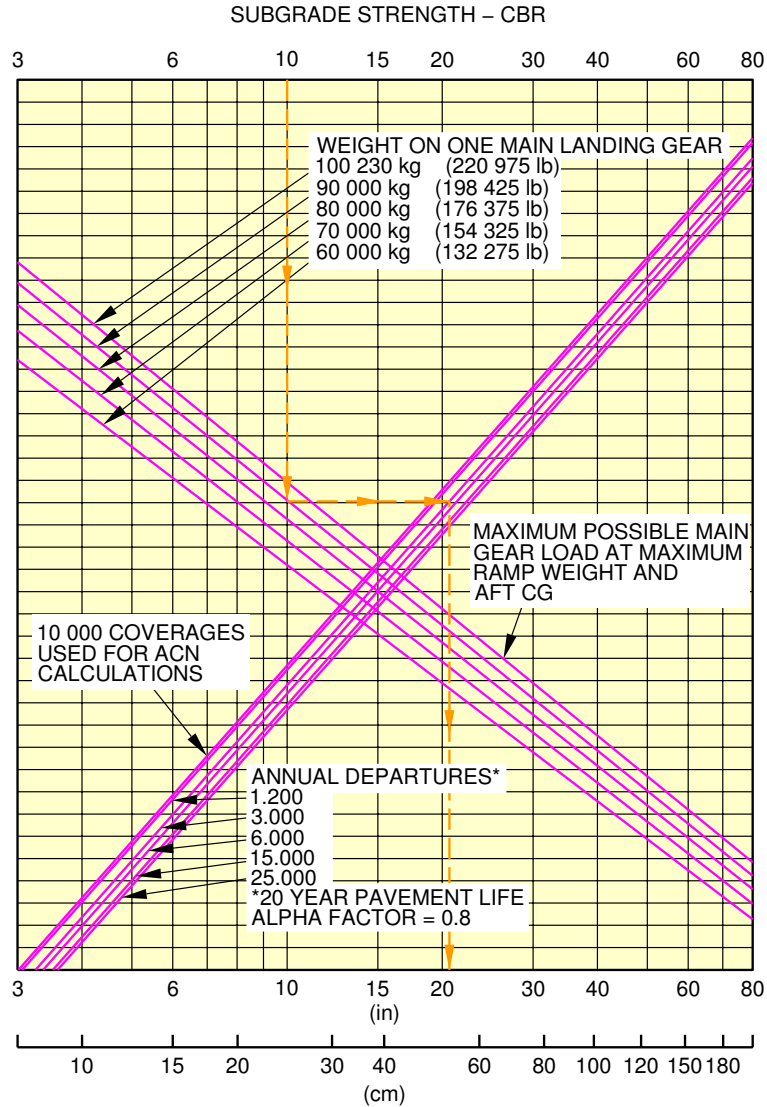 SUBGRADE STRENGTH – CBR
3 6 10 15 20 30 40 60 80
WEIGHT ON ONE MAIN LANDING GEAR
100 230 kg (220 975 lb)
90 000 kg (198 425 lb)
80 000 kg (176 375 lb)
70 000 kg (154 325 lb)
60 000 kg (132 275 lb)
MAXIMUM POSSIBLE MAIN
GEAR LOAD AT MAXIMUM
RAMP WEIGHT AND
AFT CG
10 000 COVERAGES
USED FOR ACN
CALCULATIONS
ANNUAL DEPARTURES*
1.200
3.000
6.000
15.000
25.000
*20 YEAR PAVEMENT LIFE
ALPHA FACTOR = 0.8
3 6 10 15 20 30 40 60 80
(in)
10 15 20 30 40 60 80 100 120 150 180
(cm)